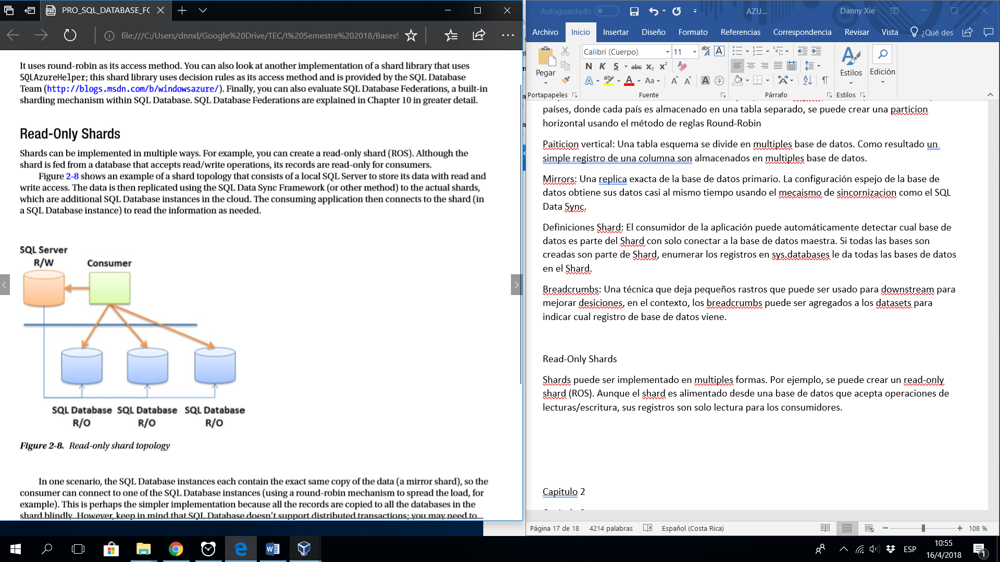 PRO_SQL_DATABASE_FC
file:///C:/Users/dnnxl/Google%20Drive/TEC/I%20Semestre%202018/Bases%
It uses round-robin as its access method. You can also look at another implementation of a shard library that uses
SQLAzureHelper; this shard library uses decision rules as its access method and is provided by the SQL Database
Team (http://blogs.msdn.com/b/windowsazure/). Finally, you can also evaluate SQL Database Federations, a built-in
sharding mechanism within SQL Database. SQL Database Federations are explained in Chapter 10 in greater detail.
Read-Only Shards
Shards can be implemented in multiple ways. For example, you can create a read-only shard (ROS). Although the
shard is fed from a database that accepts read/write operations, its records are read-only for consumers.
Figure 2-8 shows an example of a shard topology that consists of a local SQL Server to store its data with read and
write access. The data is then replicated using the SQL Data Sync Framework (or other method) to the actual shards,
which are additional SQL Database instances in the cloud. The consuming application then connects to the shard (in
a SQL Database instance) to read the information as needed.
SQL Server
R/W
Consumer
SQL Database SQL Database SQL Database
R/O R/O R/O
Figure 2-8. Read-only shard topology
In one scenario, the SQL Database instances each contain the exact same copy of the data (a mirror shard), so the
consumer can connect to one of the SQL Database instances (using a round-robin mechanism to spread the load, for
example). This is perhaps the simpler implementation because all the records are copied to all the databases in the
shard blindly. However, keep in mind that SQL Database doesn't support distributed transactions; you may need to
Autoguardado AZU... Danny Xie
Archivo Inicio Insertar Diseño Formato Referencias Correspondencia Revisar Vista ¿Qué des
Pegar
Calibri (Cuerpo) 11
N K S abc x₂ x² Aa
Estilos Edición
Portapapeles Fuente Párrafo Estilos
países, donde cada país es almacenado en una tabla separado, se puede crear una particion
horizontal usando el método de reglas Round-Robin
Paiticion vertical: Una tabla esquema se divide en multiples base de datos. Como resultado un
simple registro de una columna son almacenados en multiples base de datos.
Mirrors: Una replica exacta de la base de datos primario. La configuración espejo de la base de
datos obtiene sus datos casi al mismo tiempo usando el mecaismo de sincornizacion como el SQL
Data Sync.
Definiciones Shard: El consumidor de la aplicación puede automáticamente detectar cual base de
datos es parte del Shard con solo conectar a la base de datos maestra. Si todas las bases son
creadas son parte de Shard, enumerar los registros en sys.databases le da todas las bases de datos
en el Shard.
Breadcrumbs: Una técnica que deja pequeños rastros que puede ser usado para downstream para
mejorar desiciones, en el contexto, los breadcrumbs puede ser agregados a los datasets para
indicar cual registro de base de datos viene.
Read-Only Shards
Shards puede ser implementado en multiples formas. Por ejemplo, se puede crear un read-only
shard (ROS). Aunque el shard es alimentado desde una base de datos que acepta operaciones de
lecturas/escritura, sus registros son solo lectura para los consumidores.
Capitulo 2
Página 17 de 18 4214 palabras Español (Costa Rica) 108 %
ESP
10:55
16/4/2018
1